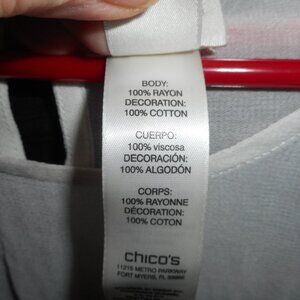 BODY:
100% RAYON
DECORATION:
100% COTTON
CUERPO:
100% viscosa
DECORACIÓN:
100% ALGODÓN
CORPS:
100% RAYONNE
DÉCORATION:
100% COTON
chico's
11215 METRO PARKWAY
FORT MYERS, FL 33966